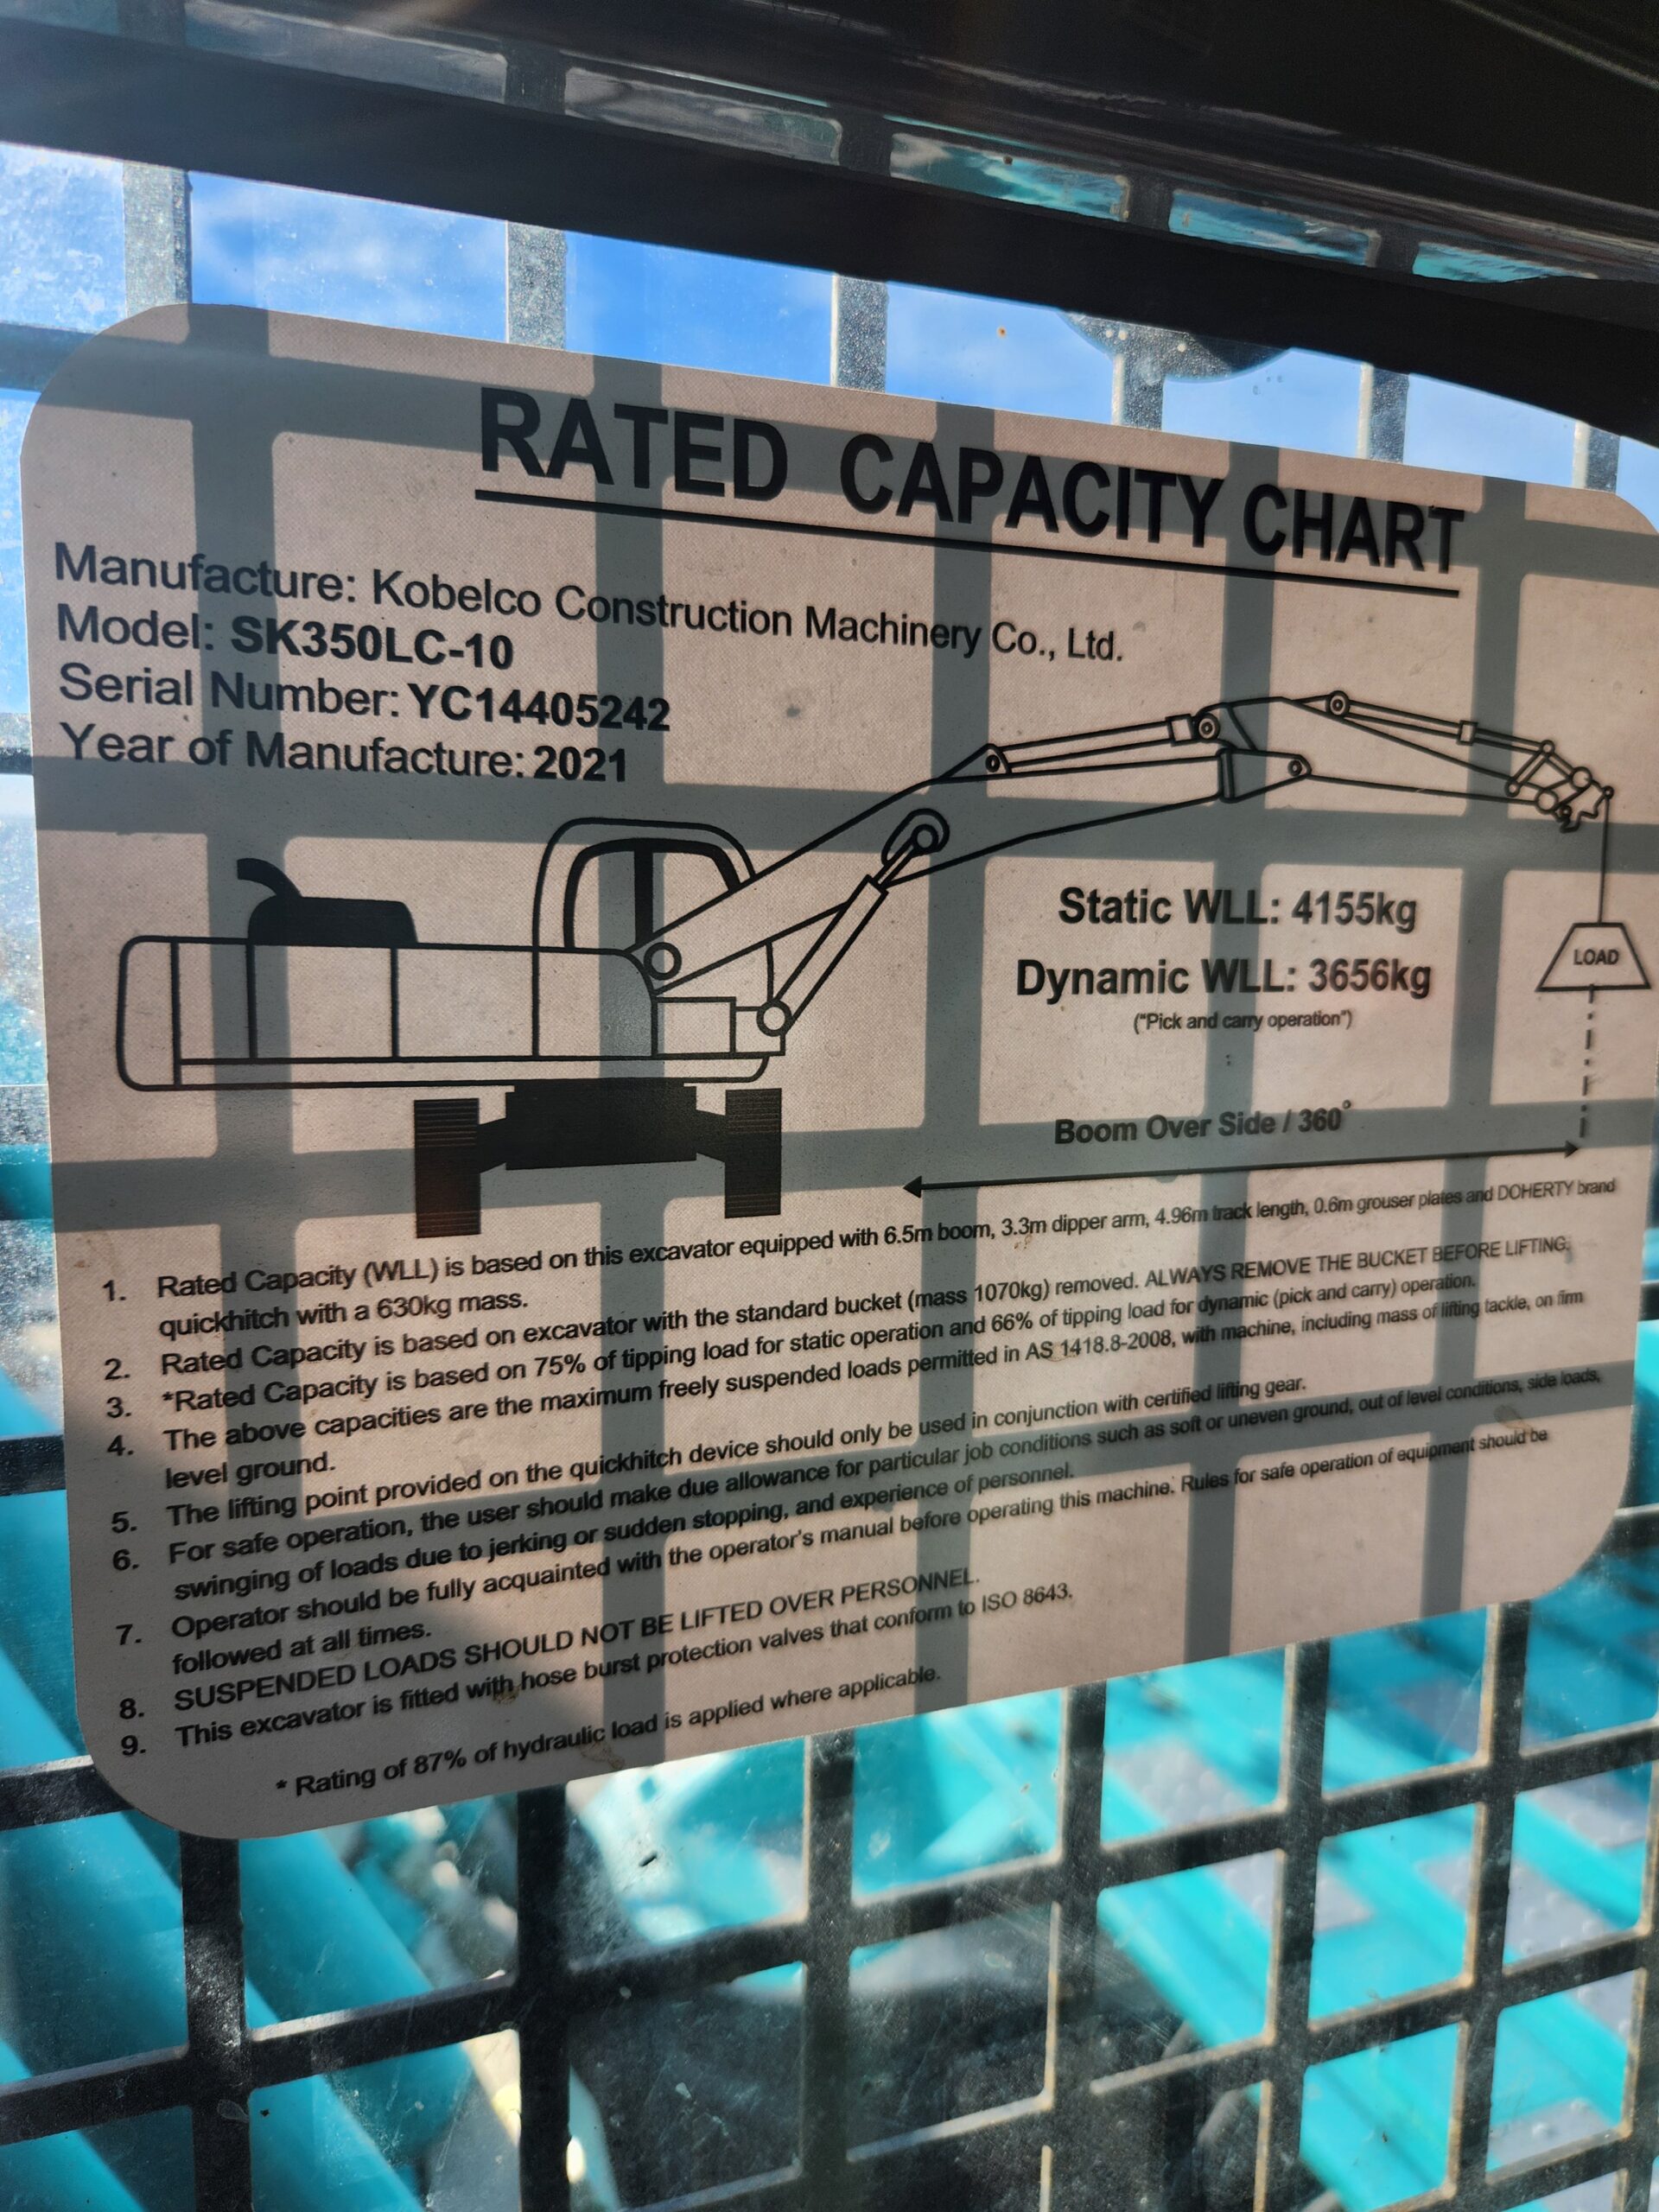 RATED CAPACITY CHART
Manufacture: Kobelco Construction Machinery Co., Ltd.
Model: SK350LC-10
Serial Number: YC14405242
Year of Manufacture: 2021
Static WLL: 4155kg
Dynamic WLL: 3656kg
("Pick and carry operation")
:
LOAD
Boom Over Side / 360°
1. Rated Capacity (WLL) is based on this excavator equipped with 6.5m boom, 3.3m dipper arm, 4.96m track length, 0.6m grouser plates and DOHERTY brand
quickhitch with a 630kg mass.
2. Rated Capacity is based on excavator with the standard bucket (mass 1070kg) removed. ALWAYS REMOVE THE BUCKET BEFORE LIFTING.
3. *Rated Capacity is based on 75% of tipping load for static operation and 66% of tipping load for dynamic (pick and carry) operation.
4. The above capacities are the maximum freely suspended loads permitted in AS 1418.8-2008, with machine, including mass of lifting tackle, on firm
level ground.
5. The lifting point provided on the quickhitch device should only be used in conjunction with certified lifting gear.
6. For safe operation, the user should make due allowance for particular job conditions such as soft or uneven ground, out of level conditions, side loads,
swinging of loads due to jerking or sudden stopping, and experience of personnel.
7. Operator should be fully acquainted with the operator's manual before operating this machine. Rules for safe operation of equipment should be
followed at all times.
8. SUSPENDED LOADS SHOULD NOT BE LIFTED OVER PERSONNEL.
9. This excavator is fitted with hose burst protection valves that conform to ISO 8643.
* Rating of 87% of hydraulic load is applied where applicable.